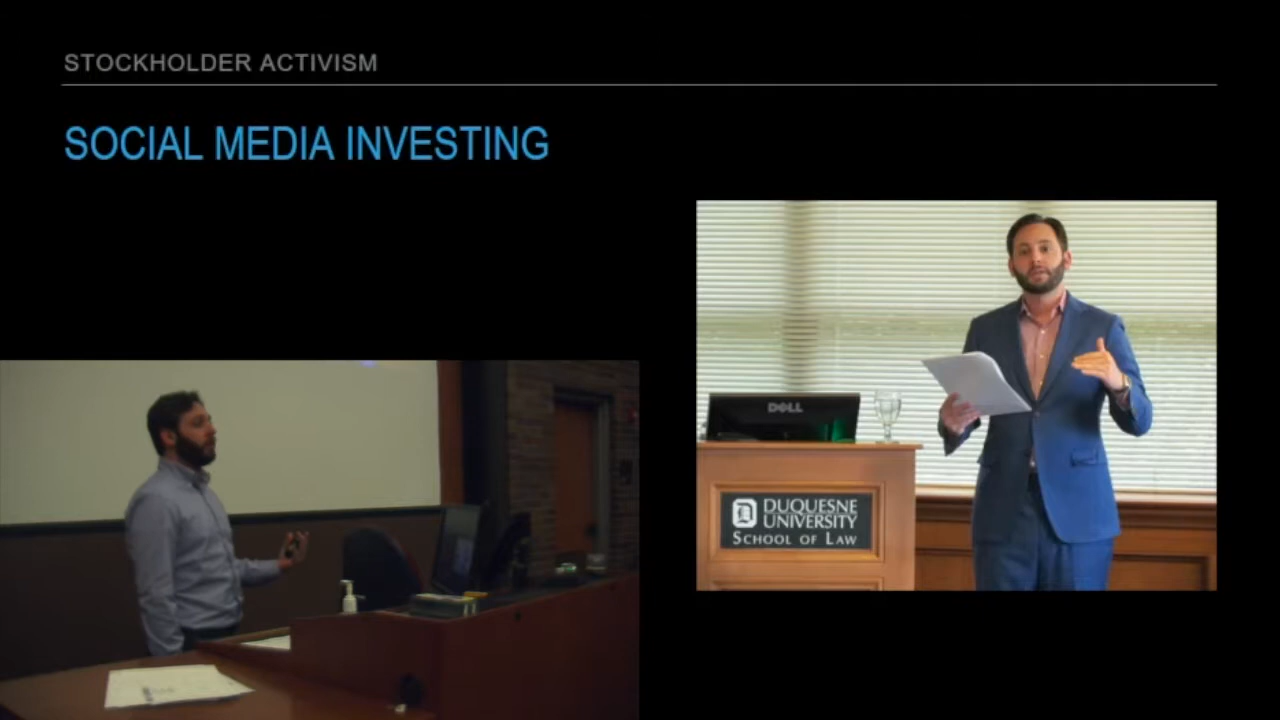 STOCKHOLDER ACTIVISM
SOCIAL MEDIA INVESTING
DELL
DUQUESNE
UNIVERSITY
SCHOOL OF LAW